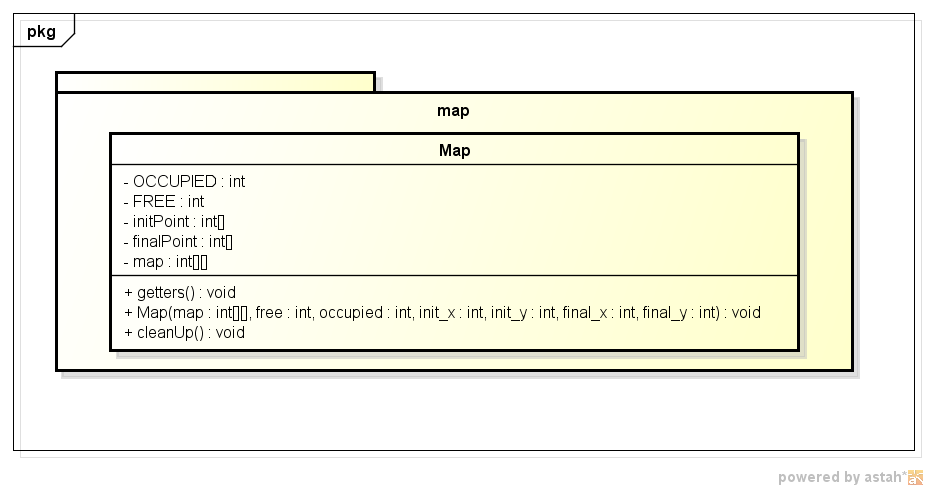 pkg
map
Map
- OCCUPIED : int
- FREE : int
- initPoint : int[]
- finalPoint : int[]
- map : int[][]
+ getters() : void
+ Map(map : int[][], free : int, occupied : int, init_x : int, init_y : int, final_x : int, final_y : int) : void
+ cleanUp() : void
powered by astah*